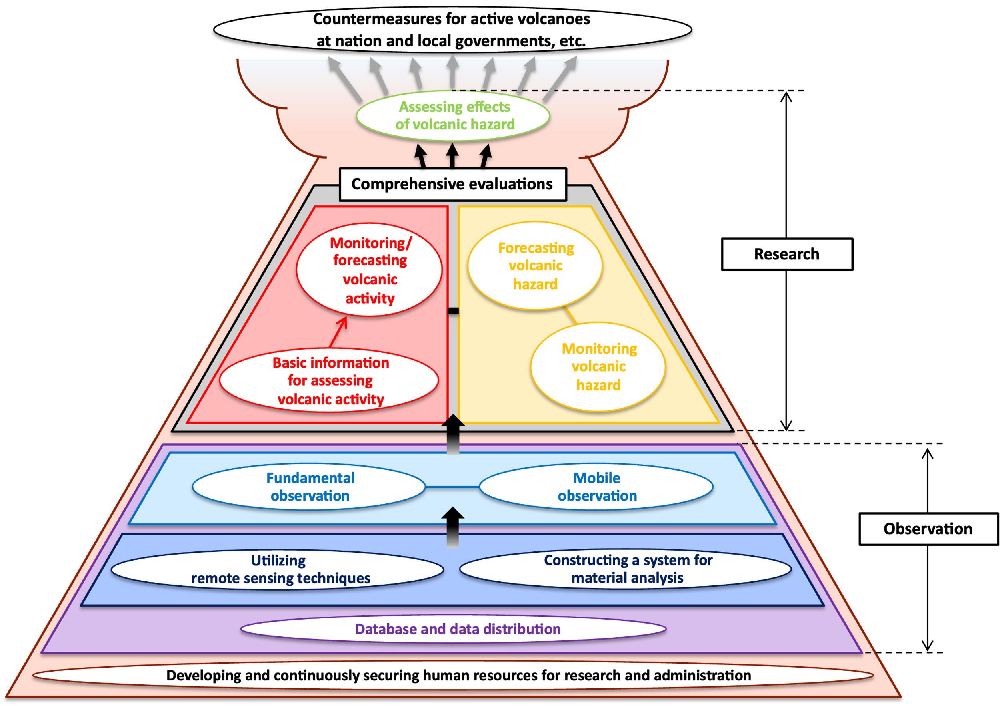 Countermeasures for active volcanoes
at nation and local governments, etc.
Assessing effects
of volcanic hazard
Comprehensive evaluations
Monitoring/
forecasting
volcanic
activity
Forecasting
volcanic
hazard
Research
Basic information
for assessing
volcanic activity
Monitoring
volcanic
hazard
Fundamental
observation
Mobile
observation
Observation
Utilizing
remote sensing techniques
Constructing a system for
material analysis
Database and data distribution
Developing and continuously securing human resources for research and administration